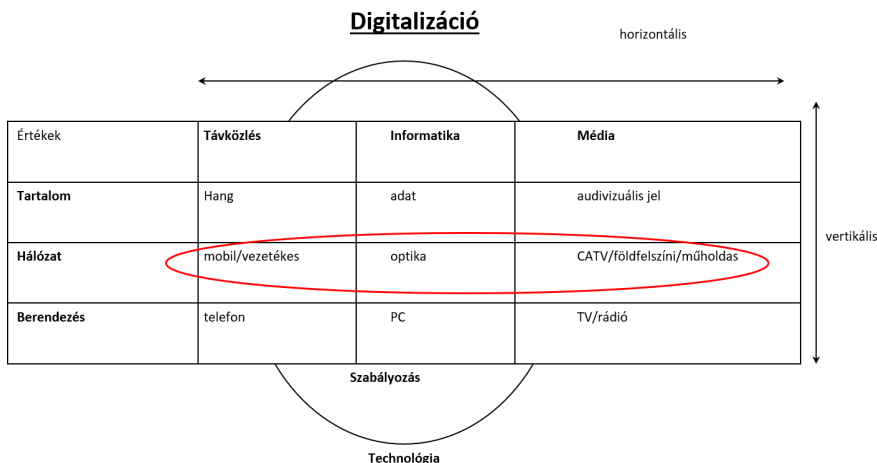 Digitalizáció
horizontális
Értékek Távközlés Informatika Média
Tartalom Hang adat audivizuális jel
Hálózat mobil/vezetékes optika CATV/földfelszíni/műholdas
vertikális
Berendezés telefon PC TV/rádió
Szabályozás
Technológia